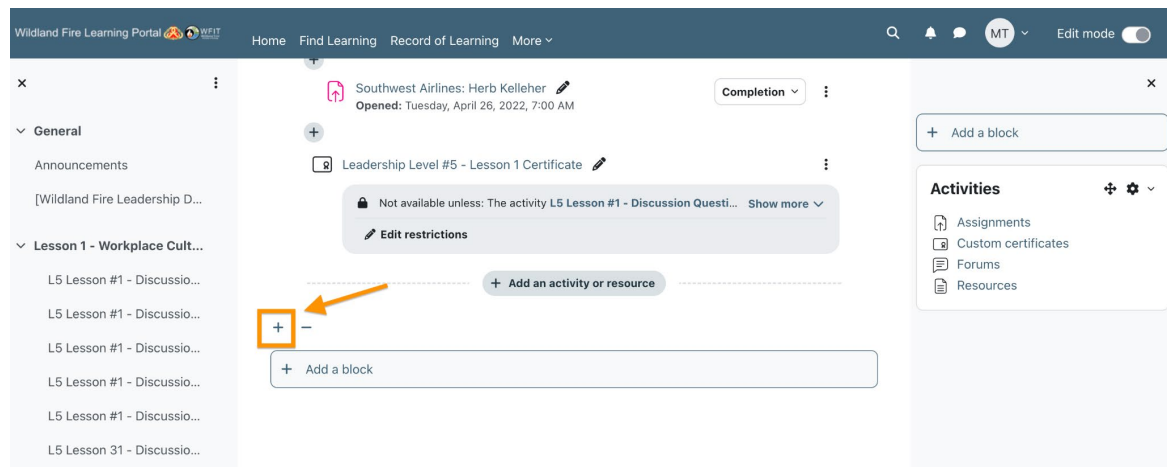 Wildland Fire Learning Portal WFIT
Home Find Learning Record of Learning More
MT Edit mode
General
Announcements
[Wildland Fire Leadership D...
Lesson 1 - Workplace Cult...
L5 Lesson #1 - Discussio...
L5 Lesson #1 - Discussio...
L5 Lesson #1 - Discussio...
L5 Lesson #1 - Discussio...
L5 Lesson #1 - Discussio...
L5 Lesson 31 - Discussio...
Southwest Airlines: Herb Kelleher
Completion
Opened: Tuesday, April 26, 2022, 7:00 AM
Leadership Level #5 - Lesson 1 Certificate
Not available unless: The activity L5 Lesson #1 - Discussion Questi... Show more
Edit restrictions
+ Add an activity or resource
+ −
+ Add a block
+ Add a block
Activities
Assignments
Custom certificates
Forums
Resources